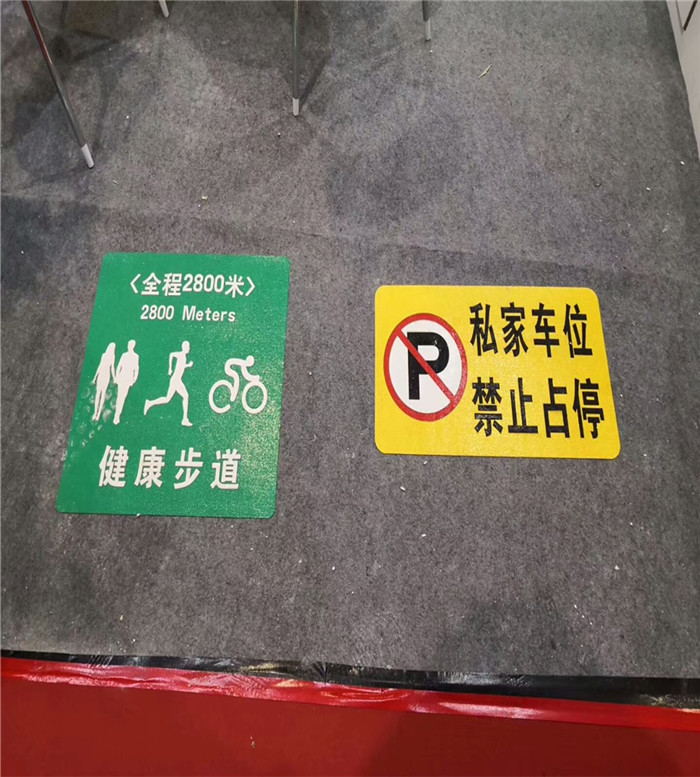 〈全程2800米〉
2800 Meters
健康步道
P
私家车位
禁止占停